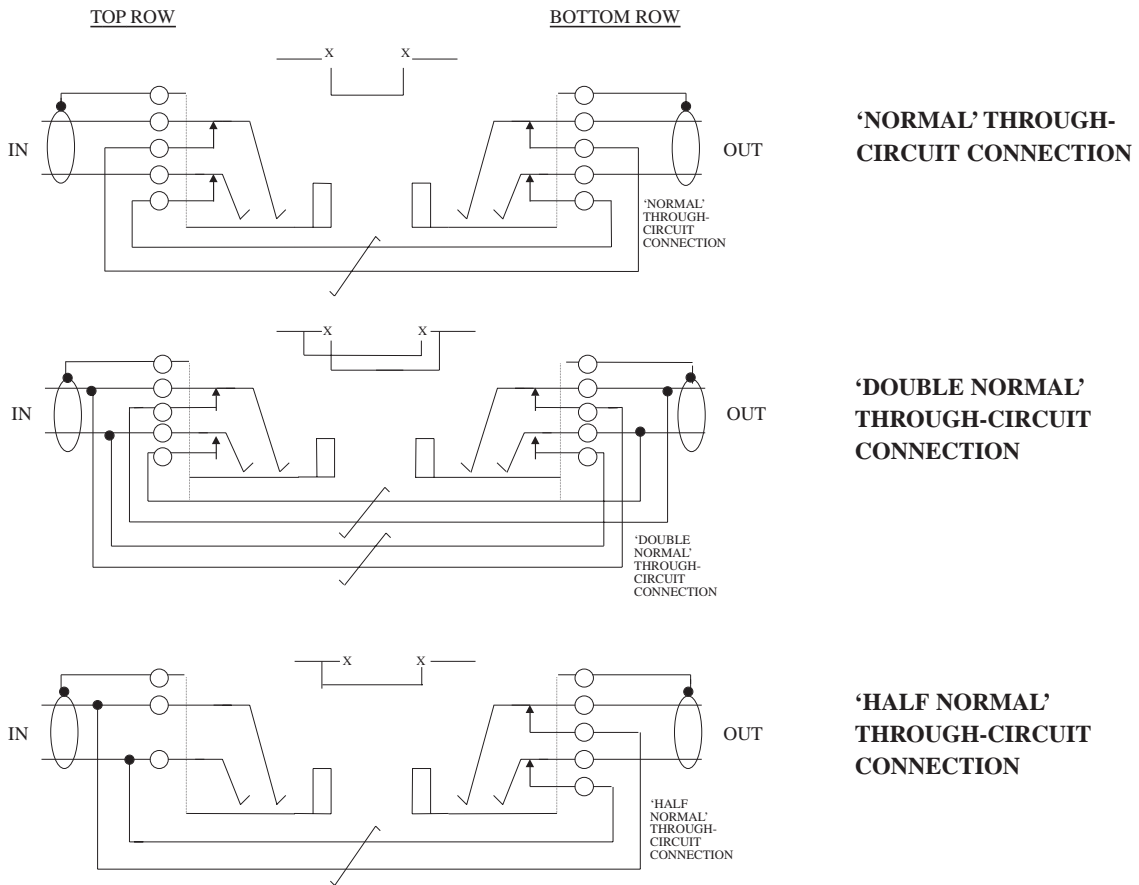 TOP ROW
BOTTOM ROW
X X
IN
OUT
‘NORMAL’
THROUGH-
CIRCUIT
CONNECTION
‘NORMAL’ THROUGH-
CIRCUIT CONNECTION
X X
IN
OUT
‘DOUBLE
NORMAL’
THROUGH-
CIRCUIT
CONNECTION
‘DOUBLE NORMAL’
THROUGH-CIRCUIT
CONNECTION
X X
IN
OUT
‘HALF
NORMAL’
THROUGH-
CIRCUIT
CONNECTION
‘HALF NORMAL’
THROUGH-CIRCUIT
CONNECTION